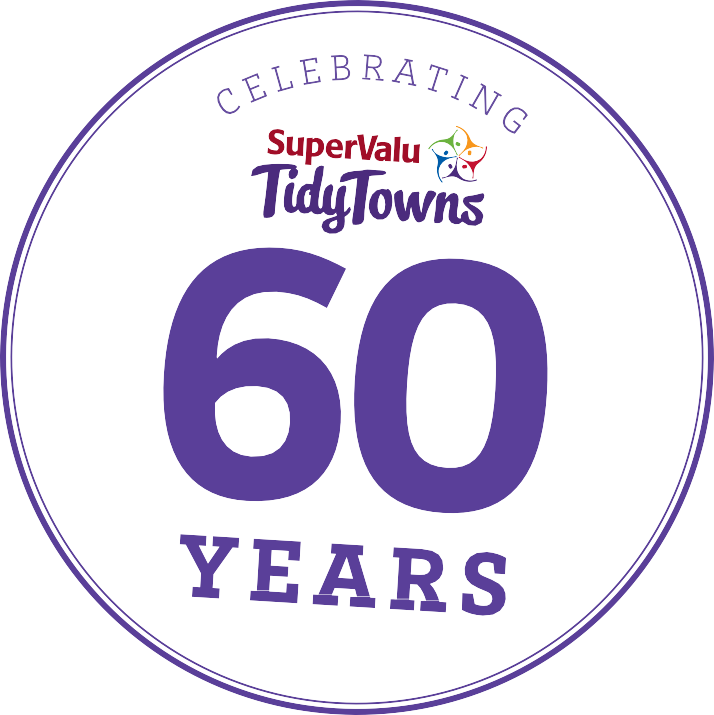 CELEBRATING
SuperValu
TidyTowns
60
YEARS